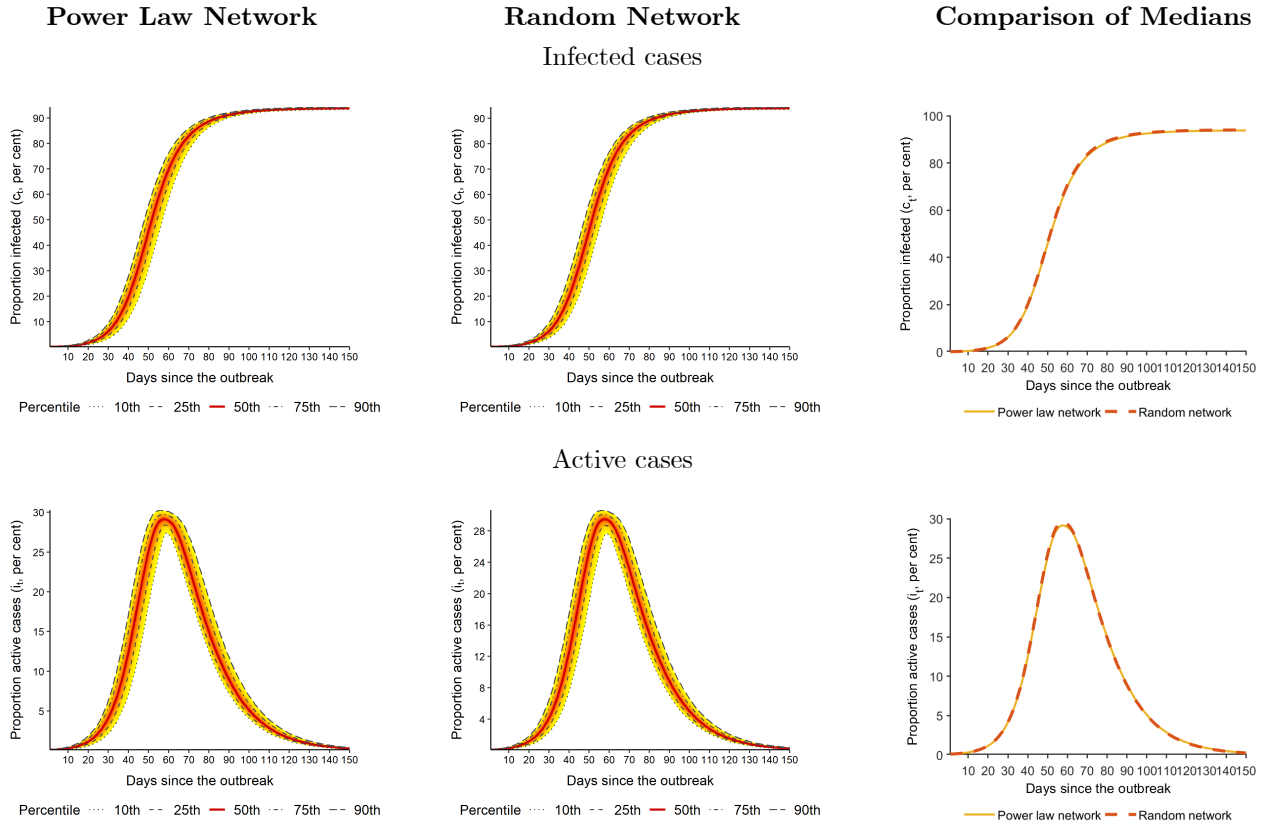 Power Law Network
Random Network
Comparison of Medians
Infected cases
Proportion infected (cₜ, per cent)
90
80
70
60
50
40
30
20
10
10 20 30 40 50 60 70 80 90 100 110 120 130 140 150
Days since the outbreak
Percentile 10th 25th 50th 75th 90th
Proportion infected (cₜ, per cent)
90
80
70
60
50
40
30
20
10
10 20 30 40 50 60 70 80 90 100 110 120 130 140 150
Days since the outbreak
Percentile 10th 25th 50th 75th 90th
Proportion infected (cₜ, per cent)
100
80
60
40
20
0
10 20 30 40 50 60 70 80 90 100110120130140150
Days since the outbreak
Power law network Random network
Active cases
Proportion active cases (iₜ, per cent)
30
25
20
15
10
5
10 20 30 40 50 60 70 80 90 100 110 120 130 140 150
Days since the outbreak
Percentile 10th 25th 50th 75th 90th
Proportion active cases (iₜ, per cent)
28
24
20
16
12
8
4
10 20 30 40 50 60 70 80 90 100 110 120 130 140 150
Days since the outbreak
Percentile 10th 25th 50th 75th 90th
Proportion active cases (iₜ, per cent)
30
25
20
15
10
5
0
10 20 30 40 50 60 70 80 90 100110120130140150
Days since the outbreak
Power law network Random network